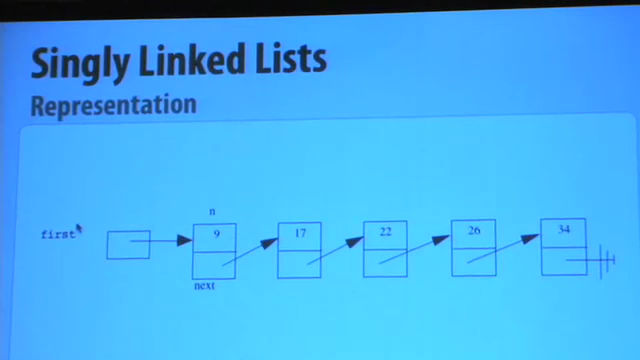 Singly Linked Lists
Representation
n
first 9 17 22 26 34
next